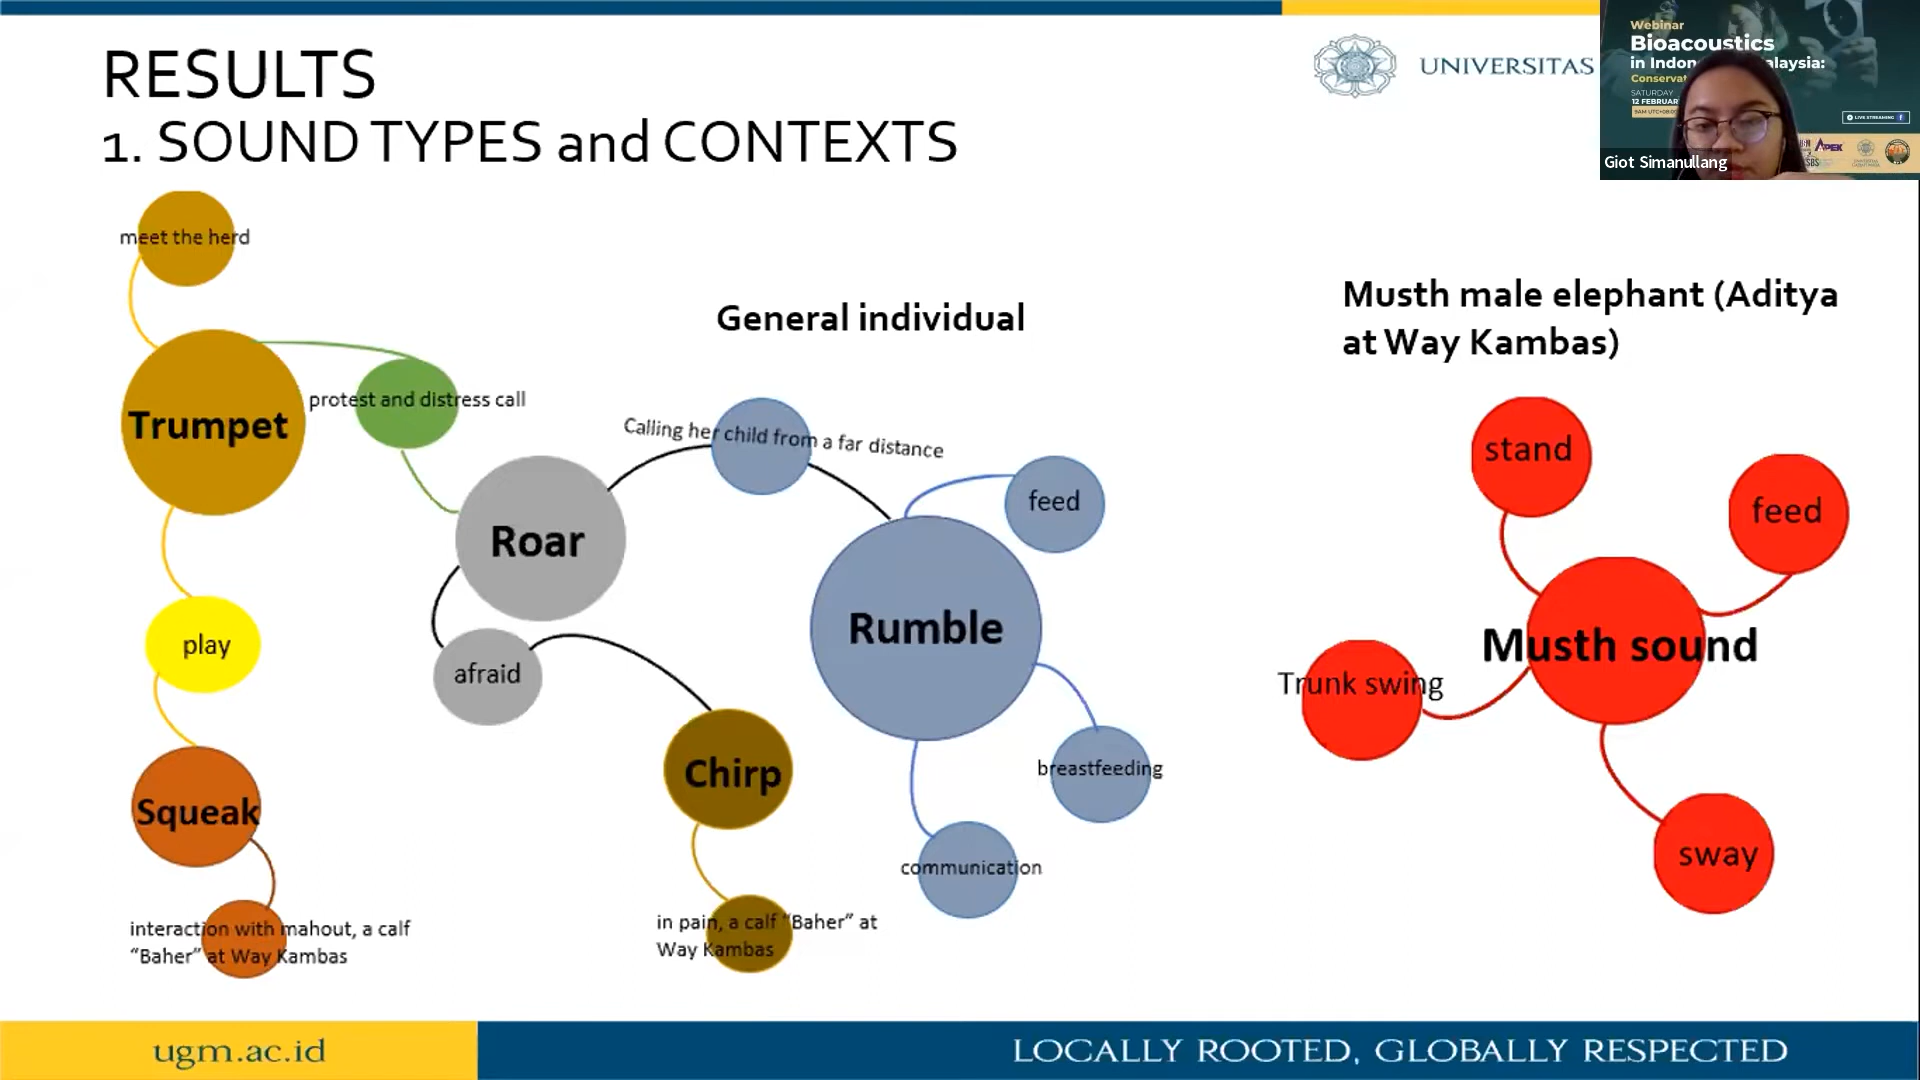 RESULTS
1. SOUND TYPES and CONTEXTS
UNIVERSITAS
Webinar
Bioacoustics
in Indon alaysia:
Conservat
SATURDAY
12 FEBRUAR
LIVE STREAMING
APEK
SBS
Giot Simanullang
meet the herd
Trumpet
protest and distress call
General individual
Calling her child from a far distance
Roar
feed
Rumble
play
afraid
Squeak
Chirp
breastfeeding
communication
interaction with mahout, a calf
“Baher” at Way Kambas
in pain, a calf “Baher” at
Way Kambas
Musth male elephant (Aditya
at Way Kambas)
stand
feed
Musth sound
Trunk swing
sway
ugm.ac.id
LOCALLY ROOTED, GLOBALLY RESPECTED